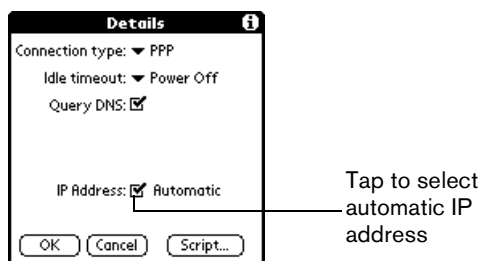 Details
Connection type: PPP
Idle timeout: Power Off
Query DNS:
IP Address: Automatic
Tap to select
automatic IP
address
OK Cancel Script...